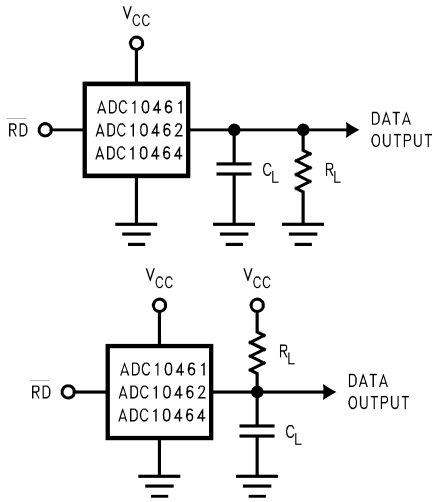 VCC
RD
ADC10461
ADC10462
ADC10464
CL
RL
DATA
OUTPUT
VCC
VCC
RL
RD
ADC10461
ADC10462
ADC10464
DATA
OUTPUT
CL